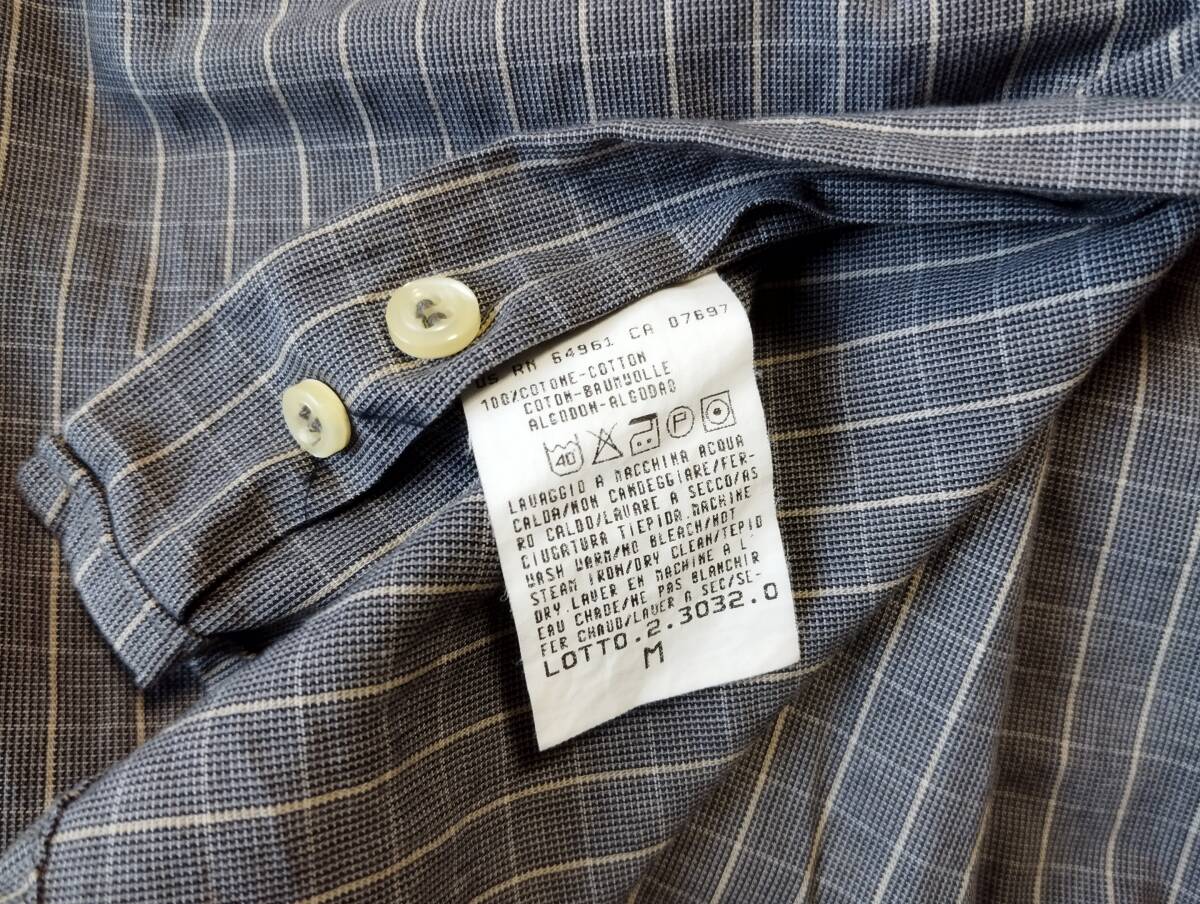 US RN 64961 CA 07697
100%COTONE-COTTON
COTON-BAUMWOLLE
ALGODON-ALGODAO
40 P
LAVAGGIO A MACCHINA ACQUA
CALDA/NON CANDEGGIARE/FER-
RO CALDO/LAVARE A SECCO/AS
CIUGATURA TIEPIDA.MACHINE
WASH WARM/NO BLEACH/HOT
STEAM IRON/DRY CLEAN/TEPID
DRY.LAVER EN MACHINE A L'
EAU CHADE/NE PAS BLANCHIR
FER CHAUD/LAVER A SEC/SE-
LOTTO.2.3032.0
M